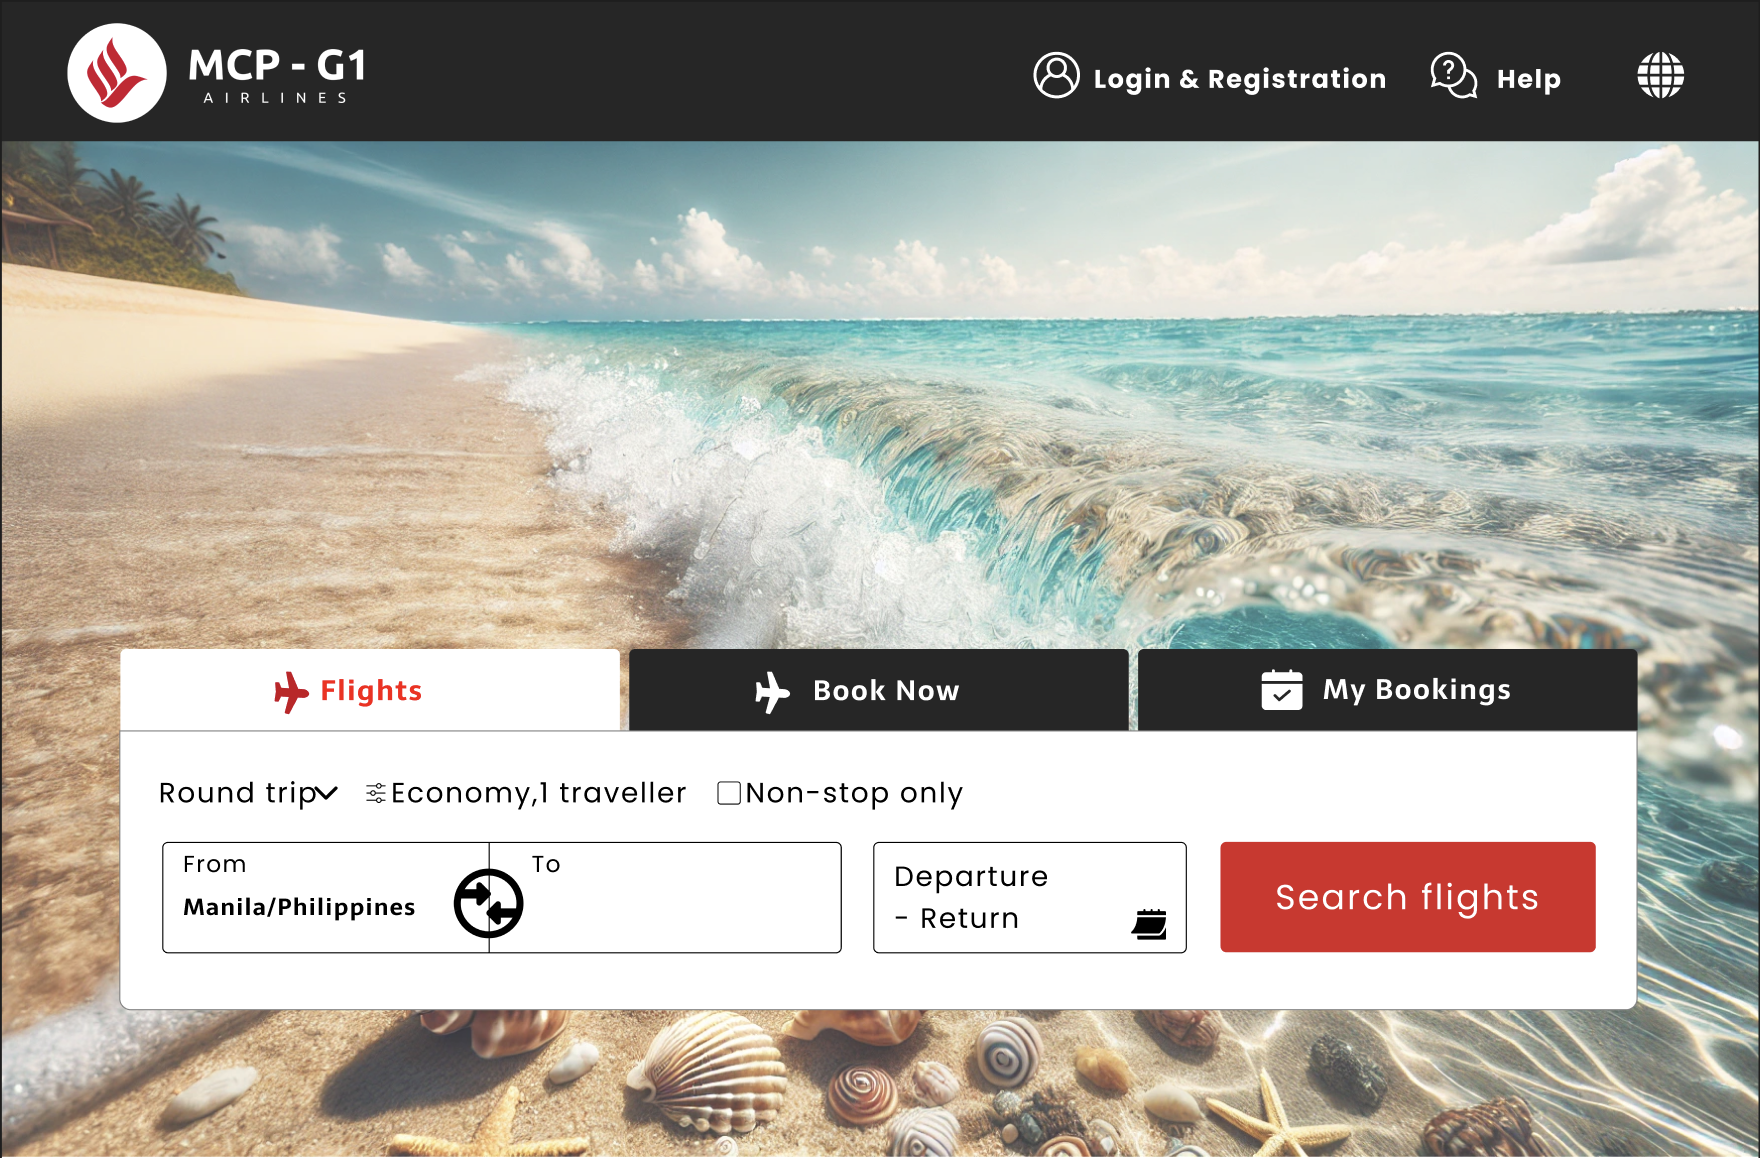 MCP - G1
AIRLINES
Login & Registration
Help
Flights
Book Now
My Bookings
Round trip
Economy,1 traveller
Non-stop only
From
To
Manila/Philippines
Departure
- Return
Search flights